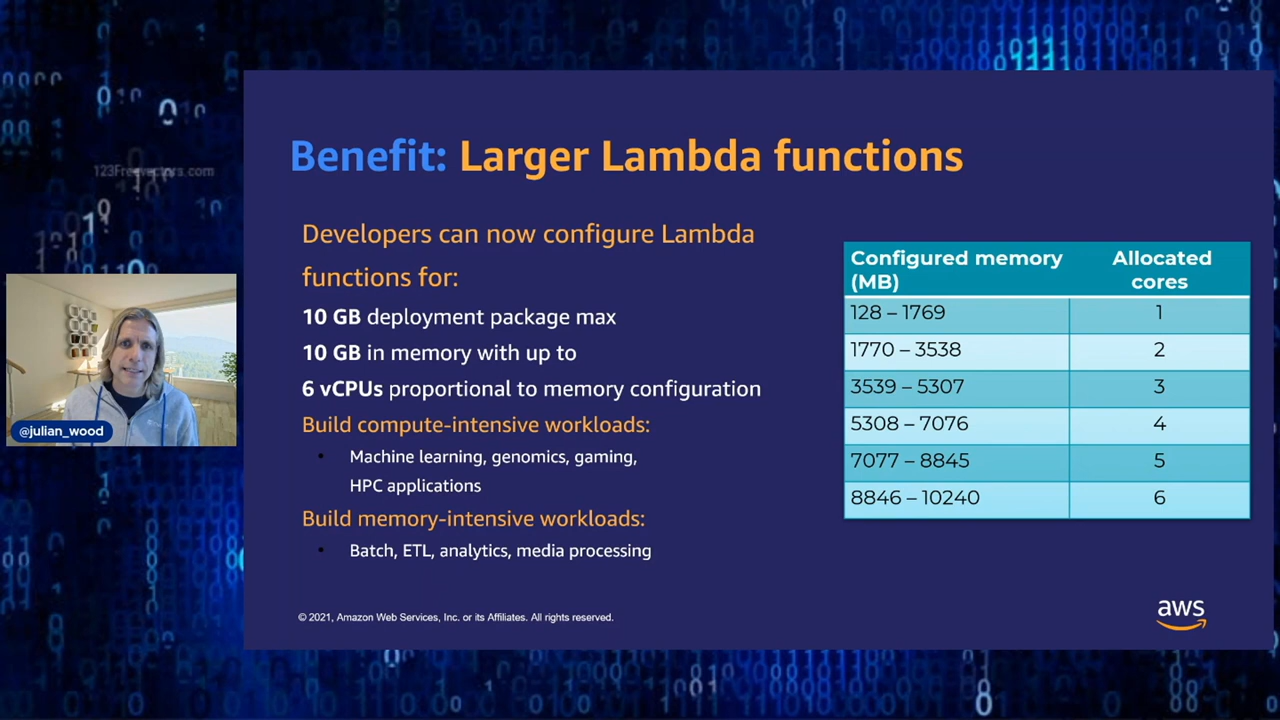 123Freevectors.com
Benefit: Larger Lambda functions
Developers can now configure Lambda
functions for:
10 GB deployment package max
10 GB in memory with up to
6 vCPUs proportional to memory configuration
Build compute-intensive workloads:
• Machine learning, genomics, gaming,
HPC applications
Build memory-intensive workloads:
• Batch, ETL, analytics, media processing
Configured memory (MB) Allocated cores
128 – 1769 1
1770 – 3538 2
3539 – 5307 3
5308 – 7076 4
7077 – 8845 5
8846 – 10240 6
@julian_wood
© 2021, Amazon Web Services, Inc. or its Affiliates. All rights reserved.
aws